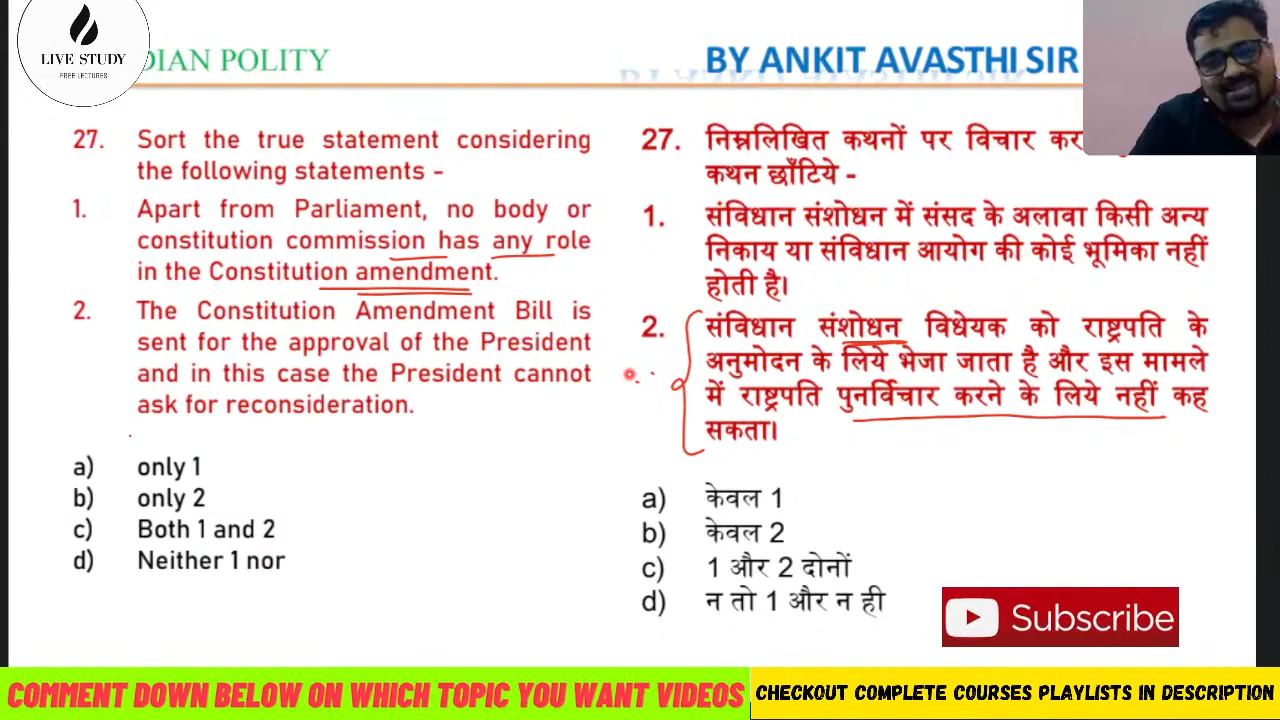 LIVE STUDY
FREE LECTURES
DIAN POLITY
BY ANKIT AVASTHI SIR
27. Sort the true statement considering
the following statements -
1. Apart from Parliament, no body or
constitution commission has any role
in the Constitution amendment.
2. The Constitution Amendment Bill is
sent for the approval of the President
and in this case the President cannot
ask for reconsideration.
a) only 1
b) only 2
c) Both 1 and 2
d) Neither 1 nor
27. निम्नलिखित कथनों पर विचार कर
कथन छाँटिये -
1. संविधान संशोधन में संसद के अलावा किसी अन्य
निकाय या संविधान आयोग की कोई भूमिका नहीं
होती है।
2. संविधान संशोधन विधेयक को राष्ट्रपति के
अनुमोदन के लिये भेजा जाता है और इस मामले
में राष्ट्रपति पुनर्विचार करने के लिये नहीं कह
सकता।
a) केवल 1
b) केवल 2
c) 1 और 2 दोनों
d) न तो 1 और न ही
Subscribe
COMMENT DOWN BELOW ON WHICH TOPIC YOU WANT VIDEOS
CHECKOUT COMPLETE COURSES PLAYLISTS IN DESCRIPTION